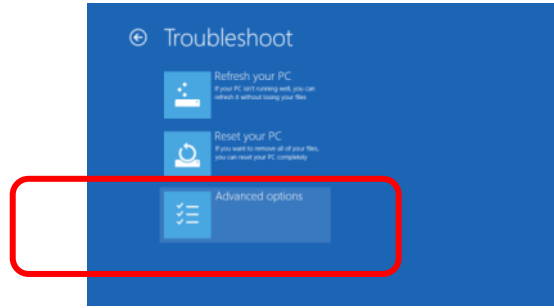 Troubleshoot
Refresh your PC
If your PC isn't running well, you can
refresh it without losing your files
Reset your PC
If you want to remove all of your files,
you can reset your PC completely
Advanced options